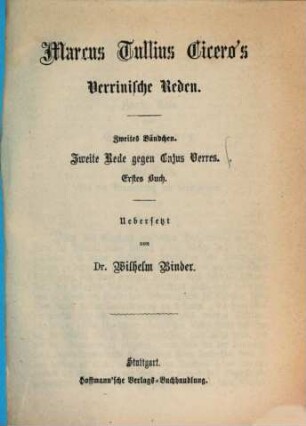 Marcus Tullius Cicero's
Verrinische Reden.
Zweites Bändchen.
Zweite Rede gegen Cajus Verres.
Erstes Buch.
Uebersetzt
von
Dr. Wilhelm Binder.
Stuttgart.
Hoffmann'sche Verlags-Buchhandlung.